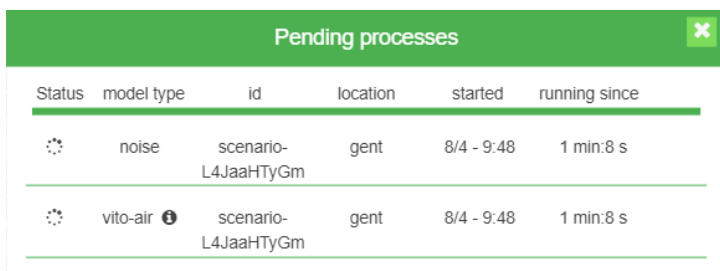 Pending processes
Status model type id location started running since
noise scenario- gent 8/4 - 9:48 1 min:8 s
L4JaaHTyGm
vito-air scenario- gent 8/4 - 9:48 1 min:8 s
L4JaaHTyGm